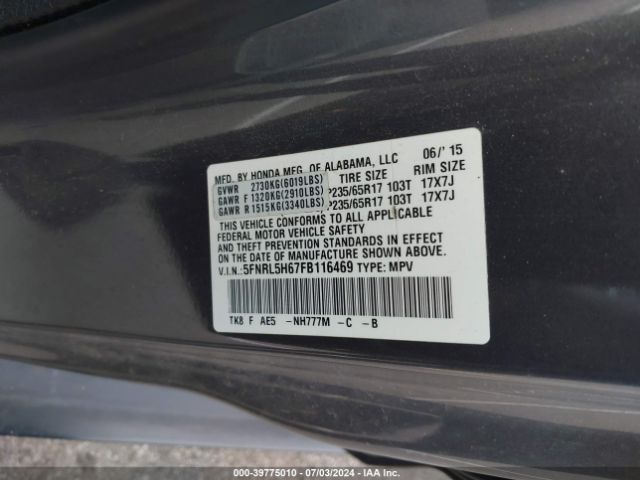 MFD. BY HONDA MFG. OF ALABAMA, LLC 06/'15
GVWR 2730KG(6019LBS) TIRE SIZE RIM SIZE
GAWR F 1320KG(2910LBS) P235/65R17 103T 17X7J
GAWR R 1515KG(3340LBS) P235/65R17 103T 17X7J
THIS VEHICLE CONFORMS TO ALL APPLICABLE
FEDERAL MOTOR VEHICLE SAFETY
AND THEFT PREVENTION STANDARDS IN EFFECT
ON THE DATE OF MANUFACTURE SHOWN ABOVE.
V.I.N: 5FNRL5H67FB116469 TYPE: MPV
TK8 F AE5 -NH777M -C -B
000-39775010 - 07/03/2024 - IAA Inc.